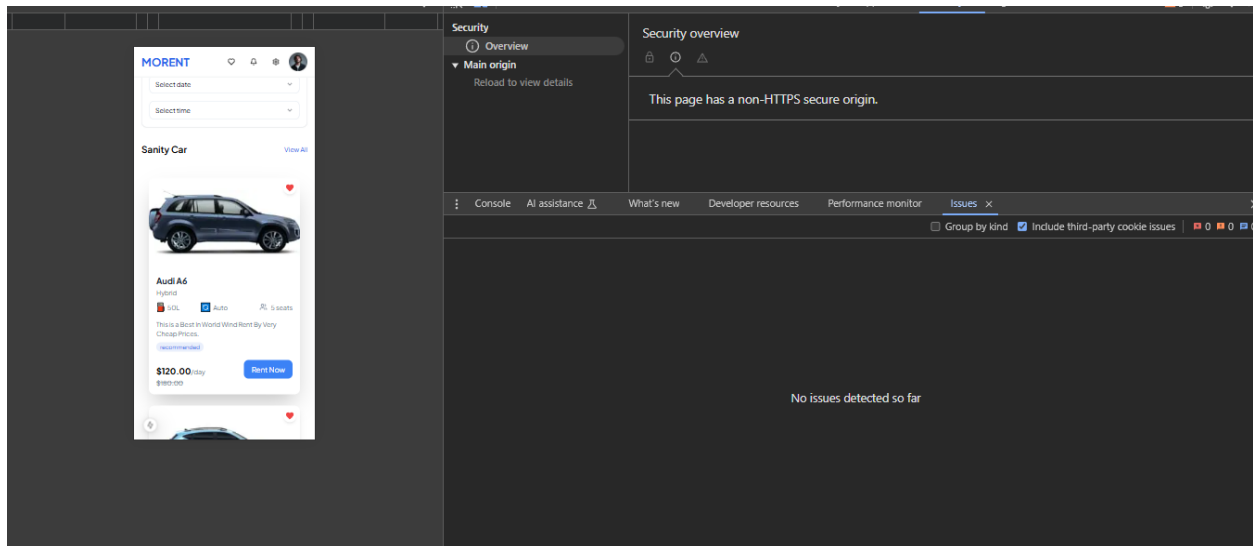 MORENT
Select date
Select time
Sanity Car
View All
Audi A6
Hybrid
50L
Auto
5 seats
This is a Best in World Wind Rent By Very
Cheap Prices.
recommended
$120.00/day
$180.00
Rent Now
Security
Overview
Main origin
Reload to view details
Security overview
This page has a non-HTTPS secure origin.
Console
AI assistance
What's new
Developer resources
Performance monitor
Issues
Group by kind
Include third-party cookie issues
0
0
No issues detected so far